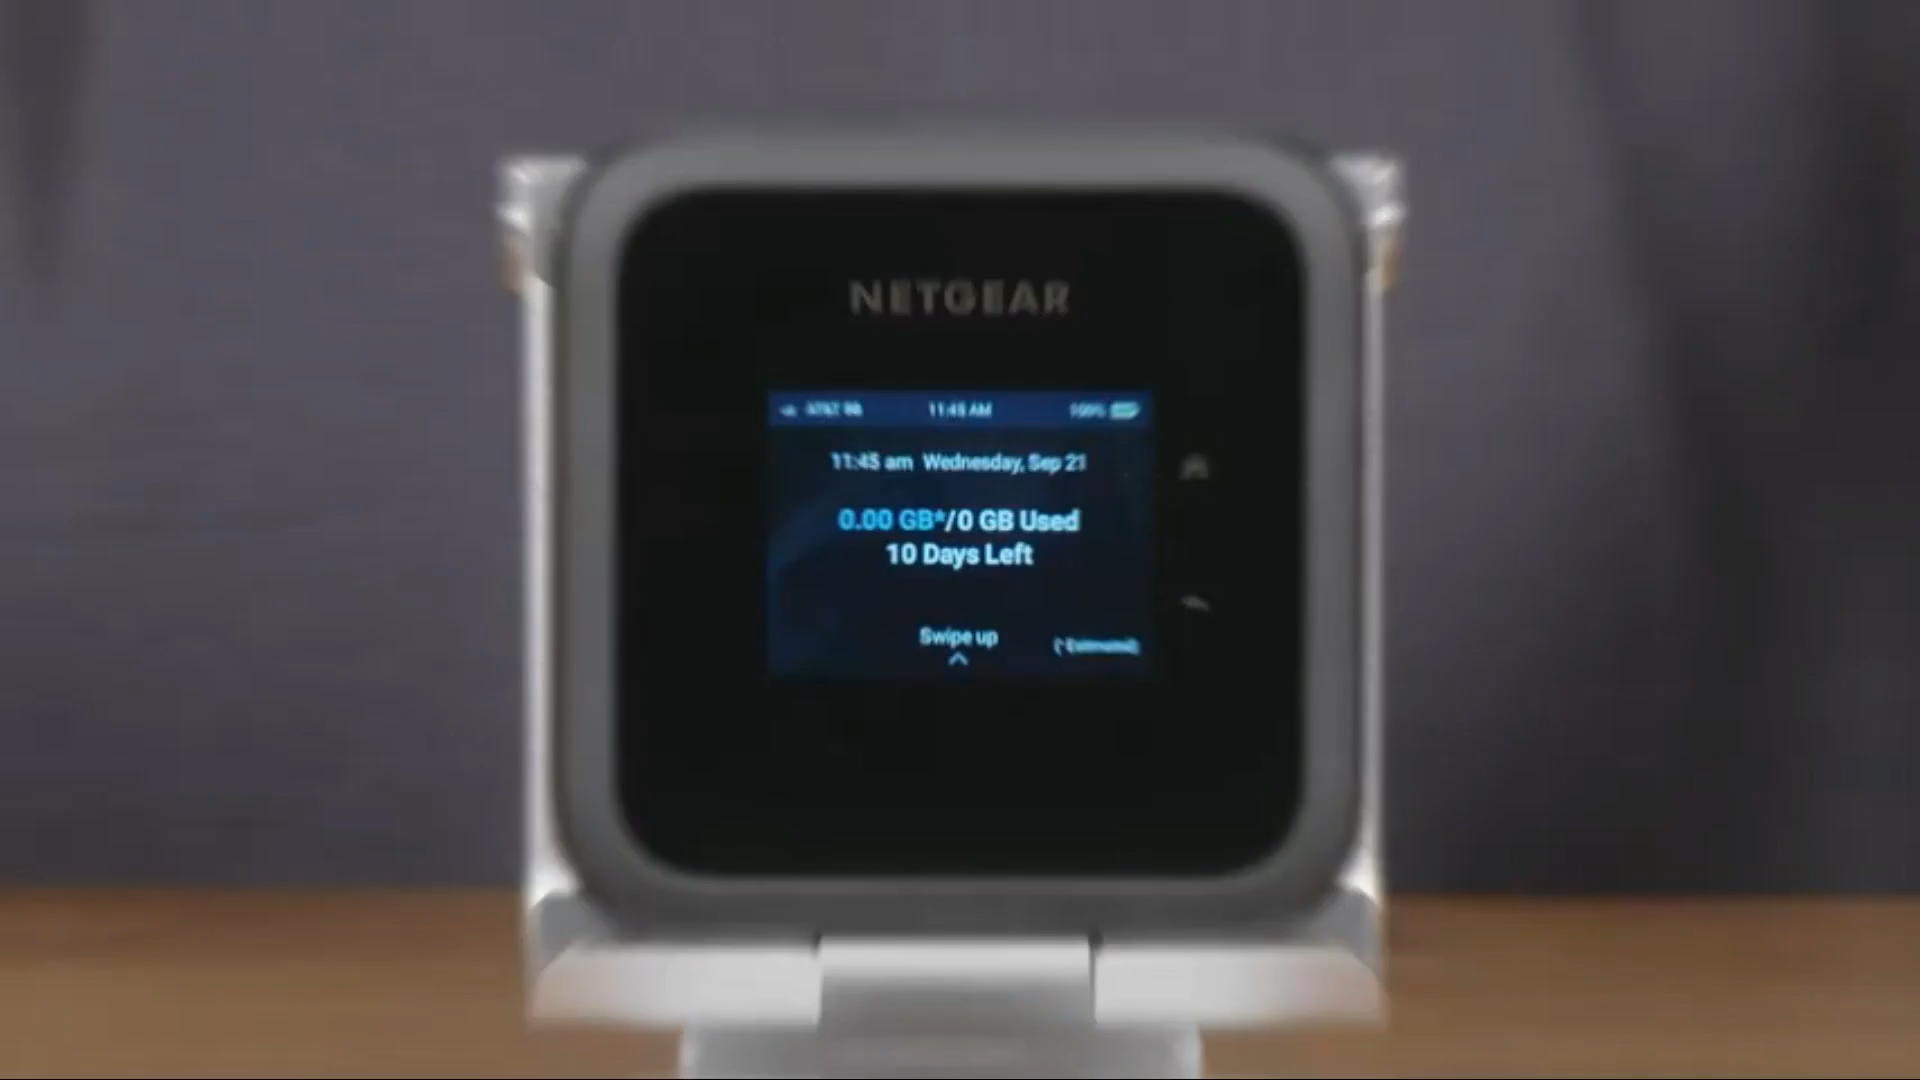 NETGEAR
11:45 AM 100%
11:45 am Wednesday, Sep 21
0.00 GB*/0 GB Used
10 Days Left
Swipe up